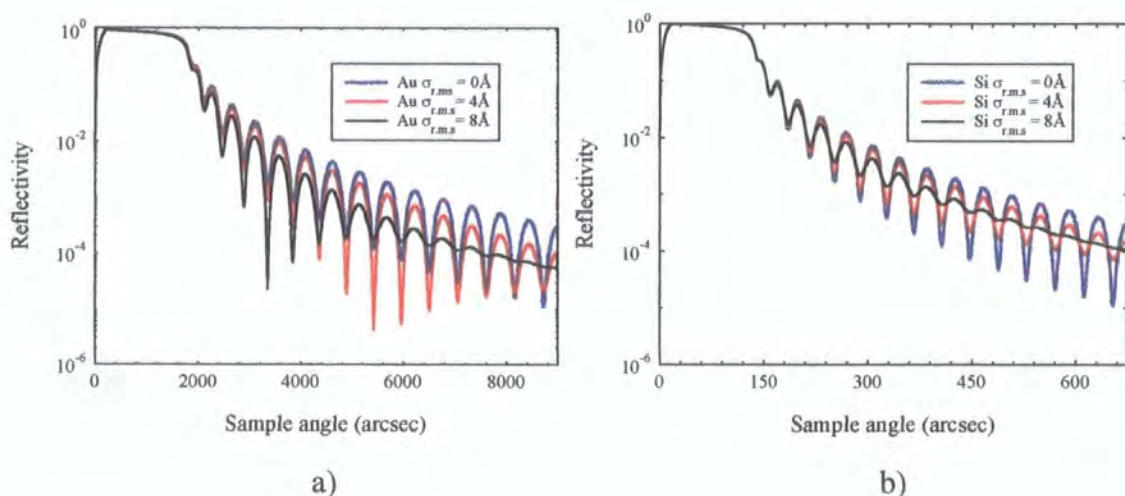 10^0
10^-2
10^-4
10^-6
Reflectivity
Au σr.ms = 0Å
Au σr.m.s = 4Å
Au σr.m.s = 8Å
0 2000 4000 6000 8000
Sample angle (arcsec)
a)
10^0
10^-2
10^-4
10^-6
Reflectivity
Si σr.m.s = 0Å
Si σr.m.s = 4Å
Si σr.m.s = 8Å
0 150 300 450 600
Sample angle (arcsec)
b)